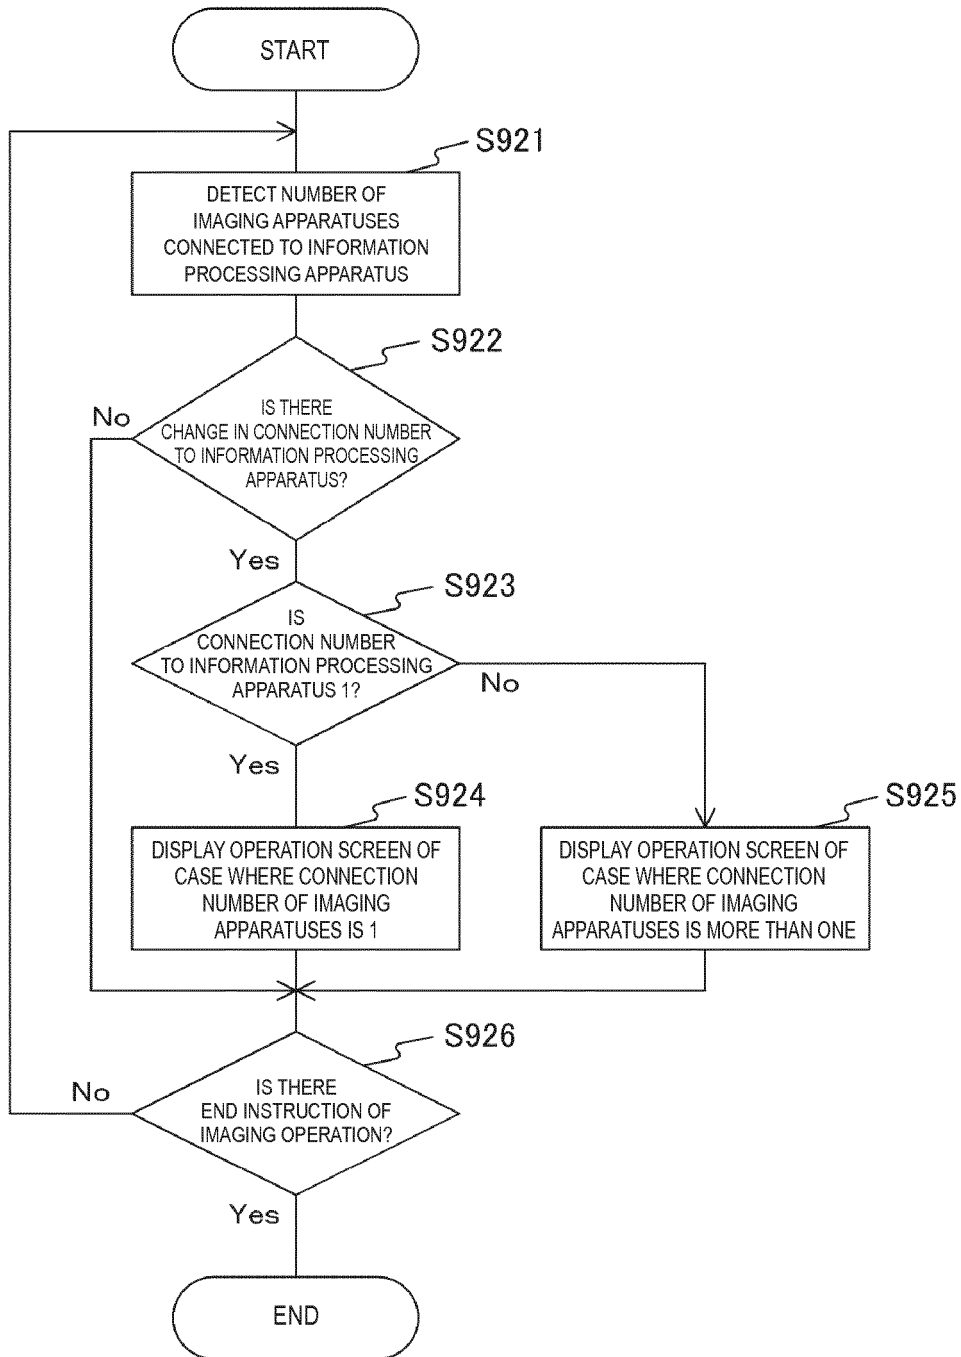 START
S921
DETECT NUMBER OF
IMAGING APPARATUSES
CONNECTED TO INFORMATION
PROCESSING APPARATUS
S922
No
IS THERE
CHANGE IN CONNECTION NUMBER
TO INFORMATION PROCESSING
APPARATUS?
Yes
S923
IS
CONNECTION NUMBER
TO INFORMATION PROCESSING
APPARATUS 1?
No
Yes
S924
S925
DISPLAY OPERATION SCREEN OF
CASE WHERE CONNECTION
NUMBER OF IMAGING
APPARATUSES IS 1
DISPLAY OPERATION SCREEN OF
CASE WHERE CONNECTION
NUMBER OF IMAGING
APPARATUSES IS MORE THAN ONE
S926
No
IS THERE
END INSTRUCTION OF
IMAGING OPERATION?
Yes
END